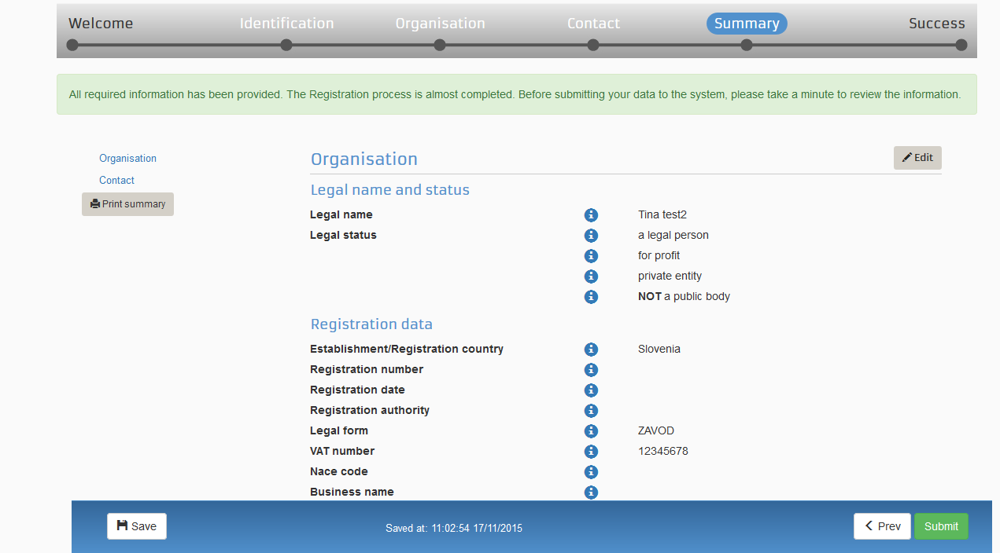 Welcome Identification Organisation Contact Summary Success
All required information has been provided. The Registration process is almost completed. Before submitting your data to the system, please take a minute to review the information.
Organisation
Contact
Print summary
Organisation Edit
Legal name and status
Legal name Tina test2
Legal status a legal person
for profit
private entity
NOT a public body
Registration data
Establishment/Registration country Slovenia
Registration number
Registration date
Registration authority
Legal form ZAVOD
VAT number 12345678
Nace code
Business name
Save Saved at: 11:02:54 17/11/2015 Prev Submit